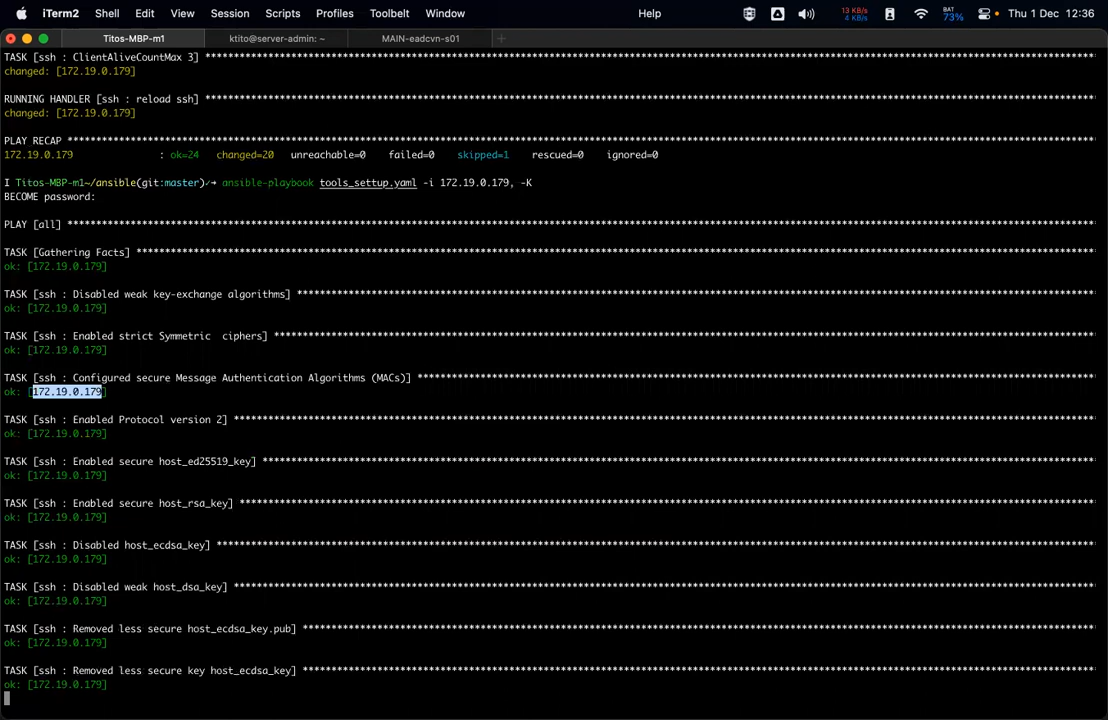 iTerm2 Shell Edit View Session Scripts Profiles Toolbelt Window Help 13 KB/s 4 KB/s BAT 73% Thu 1 Dec 12:36
Titos-MBP-m1 ktito@server-admin: ~ MAIN-eadcvn-s01 +
TASK [ssh : ClientAliveCountMax 3] ************************************************************
changed: [172.19.0.179]
RUNNING HANDLER [ssh : reload ssh] ************************************************************
changed: [172.19.0.179]
PLAY RECAP ************************************************************
172.19.0.179 : ok=24 changed=20 unreachable=0 failed=0 skipped=1 rescued=0 ignored=0
I Titos-MBP-m1~/ansible(git:master)✓→ ansible-playbook tools_settup.yaml -i 172.19.0.179, -K
BECOME password:
PLAY [all] ************************************************************
TASK [Gathering Facts] ************************************************************
ok: [172.19.0.179]
TASK [ssh : Disabled weak key-exchange algorithms] ************************************************************
ok: [172.19.0.179]
TASK [ssh : Enabled strict Symmetric  ciphers] ************************************************************
ok: [172.19.0.179]
TASK [ssh : Configured secure Message Authentication Algorithms (MACs)] ************************************************************
ok: [172.19.0.179]
TASK [ssh : Enabled Protocol version 2] ************************************************************
ok: [172.19.0.179]
TASK [ssh : Enabled secure host_ed25519_key] ************************************************************
ok: [172.19.0.179]
TASK [ssh : Enabled secure host_rsa_key] ************************************************************
ok: [172.19.0.179]
TASK [ssh : Disabled host_ecdsa_key] ************************************************************
ok: [172.19.0.179]
TASK [ssh : Disabled weak host_dsa_key] ************************************************************
ok: [172.19.0.179]
TASK [ssh : Removed less secure host_ecdsa_key.pub] ************************************************************
ok: [172.19.0.179]
TASK [ssh : Removed less secure key host_ecdsa_key] ************************************************************
ok: [172.19.0.179]